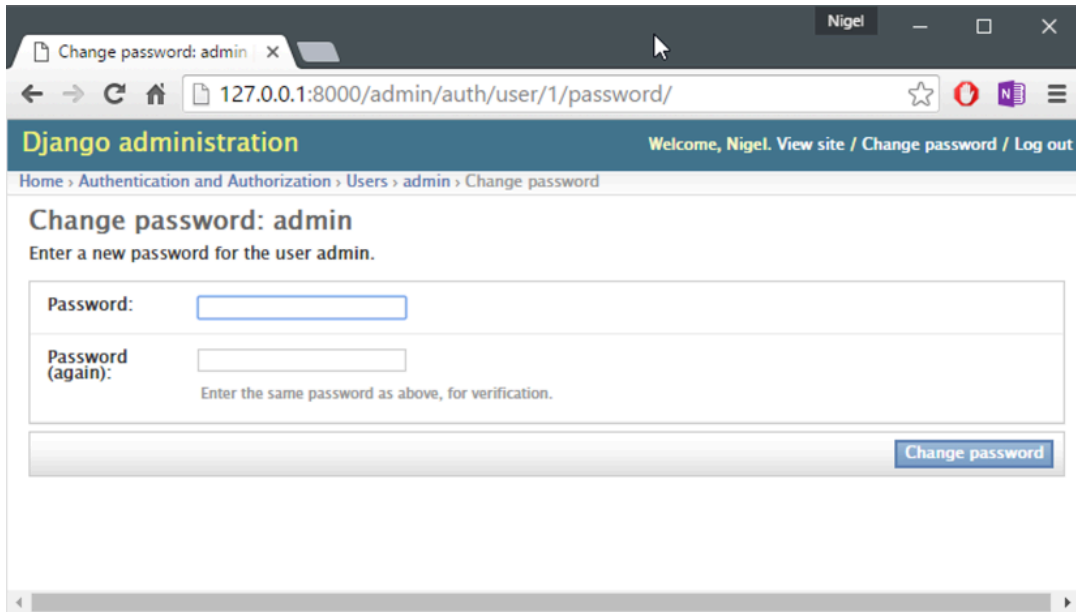 Nigel
Change password: admin
127.0.0.1:8000/admin/auth/user/1/password/
N
Django administration
Welcome, Nigel. View site / Change password / Log out
Home › Authentication and Authorization › Users › admin › Change password
Change password: admin
Enter a new password for the user admin.
Password:
Password
(again):
Enter the same password as above, for verification.
Change password